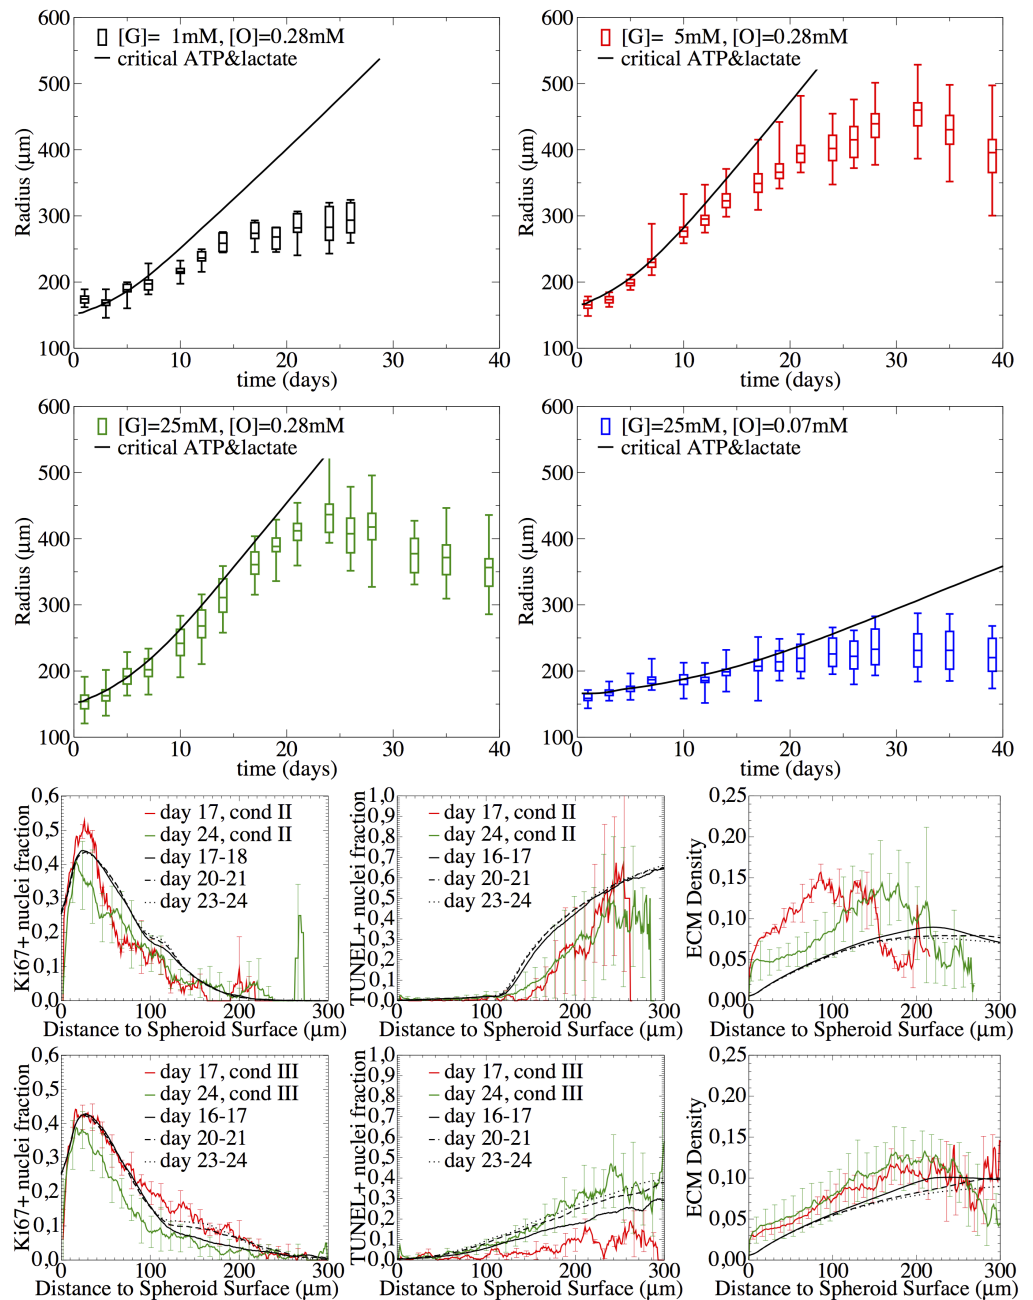 600
500
400
300
200
100
Radius (μm)
[G]= 1mM, [O]=0.28mM
critical ATP&lactate
0 10 20 30 40
time (days)
600
500
400
300
200
100
Radius (μm)
[G]= 5mM, [O]=0.28mM
critical ATP&lactate
0 10 20 30 40
time (days)
600
500
400
300
200
100
Radius (μm)
[G]=25mM, [O]=0.28mM
critical ATP&lactate
0 10 20 30 40
time (days)
600
500
400
300
200
100
Radius (μm)
[G]=25mM, [O]=0.07mM
critical ATP&lactate
0 10 20 30 40
time (days)
0,6
0,5
0,4
0,3
0,2
0,1
0,0
Ki67+ nuclei fraction
day 17, cond II
day 24, cond II
day 17-18
day 20-21
day 23-24
0 100 200 300
Distance to Spheroid Surface (μm)
1,0
0,9
0,8
0,7
0,6
0,5
0,4
0,3
0,2
0,1
0,0
TUNEL+ nuclei fraction
day 17, cond II
day 24, cond II
day 16-17
day 20-21
day 23-24
0 100 200 300
Distance to Spheroid Surface (μm)
0,25
0,20
0,15
0,10
0,05
0,00
ECM Density
0 100 200 300
Distance to Spheroid Surface (μm)
0,6
0,5
0,4
0,3
0,2
0,1
0,0
Ki67+ nuclei fraction
day 17, cond III
day 24, cond III
day 16-17
day 20-21
day 23-24
0 100 200 300
Distance to Spheroid Surface (μm)
1,0
0,9
0,8
0,7
0,6
0,5
0,4
0,3
0,2
0,1
0,0
TUNEL+ nuclei fraction
day 17, cond III
day 24, cond III
day 16-17
day 20-21
day 23-24
0 100 200 300
Distance to Spheroid Surface (μm)
0,25
0,20
0,15
0,10
0,05
0,00
ECM Density
0 100 200 300
Distance to Spheroid Surface (μm)